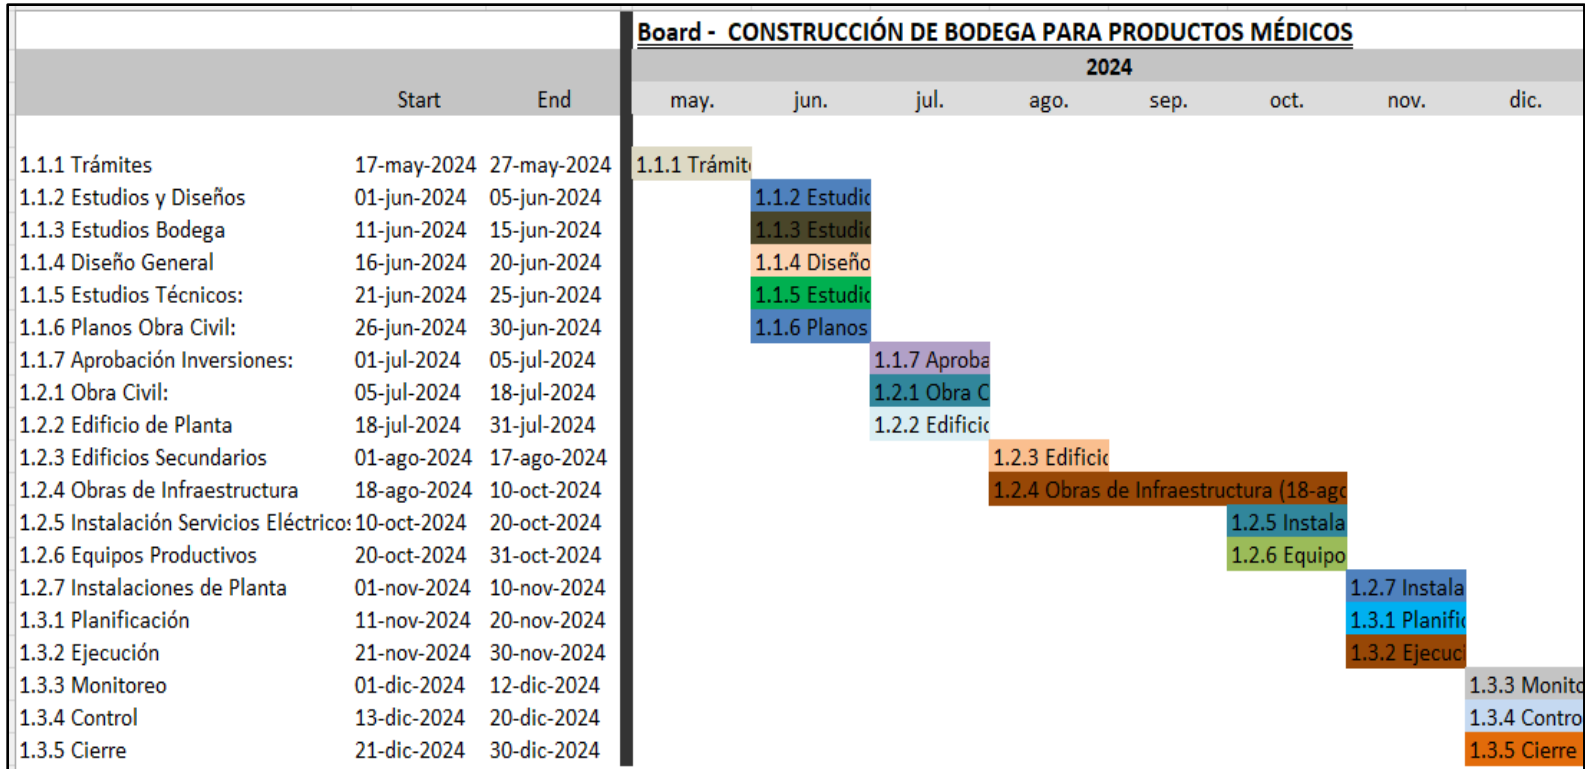 Board -  CONSTRUCCIÓN DE BODEGA PARA PRODUCTOS MÉDICOS
2024
Start End may. jun. jul. ago. sep. oct. nov. dic.
1.1.1 Trámites 17-may-2024 27-may-2024 1.1.1 Trámit
1.1.2 Estudios y Diseños 01-jun-2024 05-jun-2024 1.1.2 Estudic
1.1.3 Estudios Bodega 11-jun-2024 15-jun-2024 1.1.3 Estudic
1.1.4 Diseño General 16-jun-2024 20-jun-2024 1.1.4 Diseño
1.1.5 Estudios Técnicos: 21-jun-2024 25-jun-2024 1.1.5 Estudic
1.1.6 Planos Obra Civil: 26-jun-2024 30-jun-2024 1.1.6 Planos
1.1.7 Aprobación Inversiones: 01-jul-2024 05-jul-2024 1.1.7 Aproba
1.2.1 Obra Civil: 05-jul-2024 18-jul-2024 1.2.1 Obra C
1.2.2 Edificio de Planta 18-jul-2024 31-jul-2024 1.2.2 Edificic
1.2.3 Edificios Secundarios 01-ago-2024 17-ago-2024 1.2.3 Edificic
1.2.4 Obras de Infraestructura 18-ago-2024 10-oct-2024 1.2.4 Obras de Infraestructura (18-ago
1.2.5 Instalación Servicios Eléctricos 10-oct-2024 20-oct-2024 1.2.5 Instala
1.2.6 Equipos Productivos 20-oct-2024 31-oct-2024 1.2.6 Equipo
1.2.7 Instalaciones de Planta 01-nov-2024 10-nov-2024 1.2.7 Instala
1.3.1 Planificación 11-nov-2024 20-nov-2024 1.3.1 Planific
1.3.2 Ejecución 21-nov-2024 30-nov-2024 1.3.2 Ejecuci
1.3.3 Monitoreo 01-dic-2024 12-dic-2024 1.3.3 Monito
1.3.4 Control 13-dic-2024 20-dic-2024 1.3.4 Contro
1.3.5 Cierre 21-dic-2024 30-dic-2024 1.3.5 Cierre